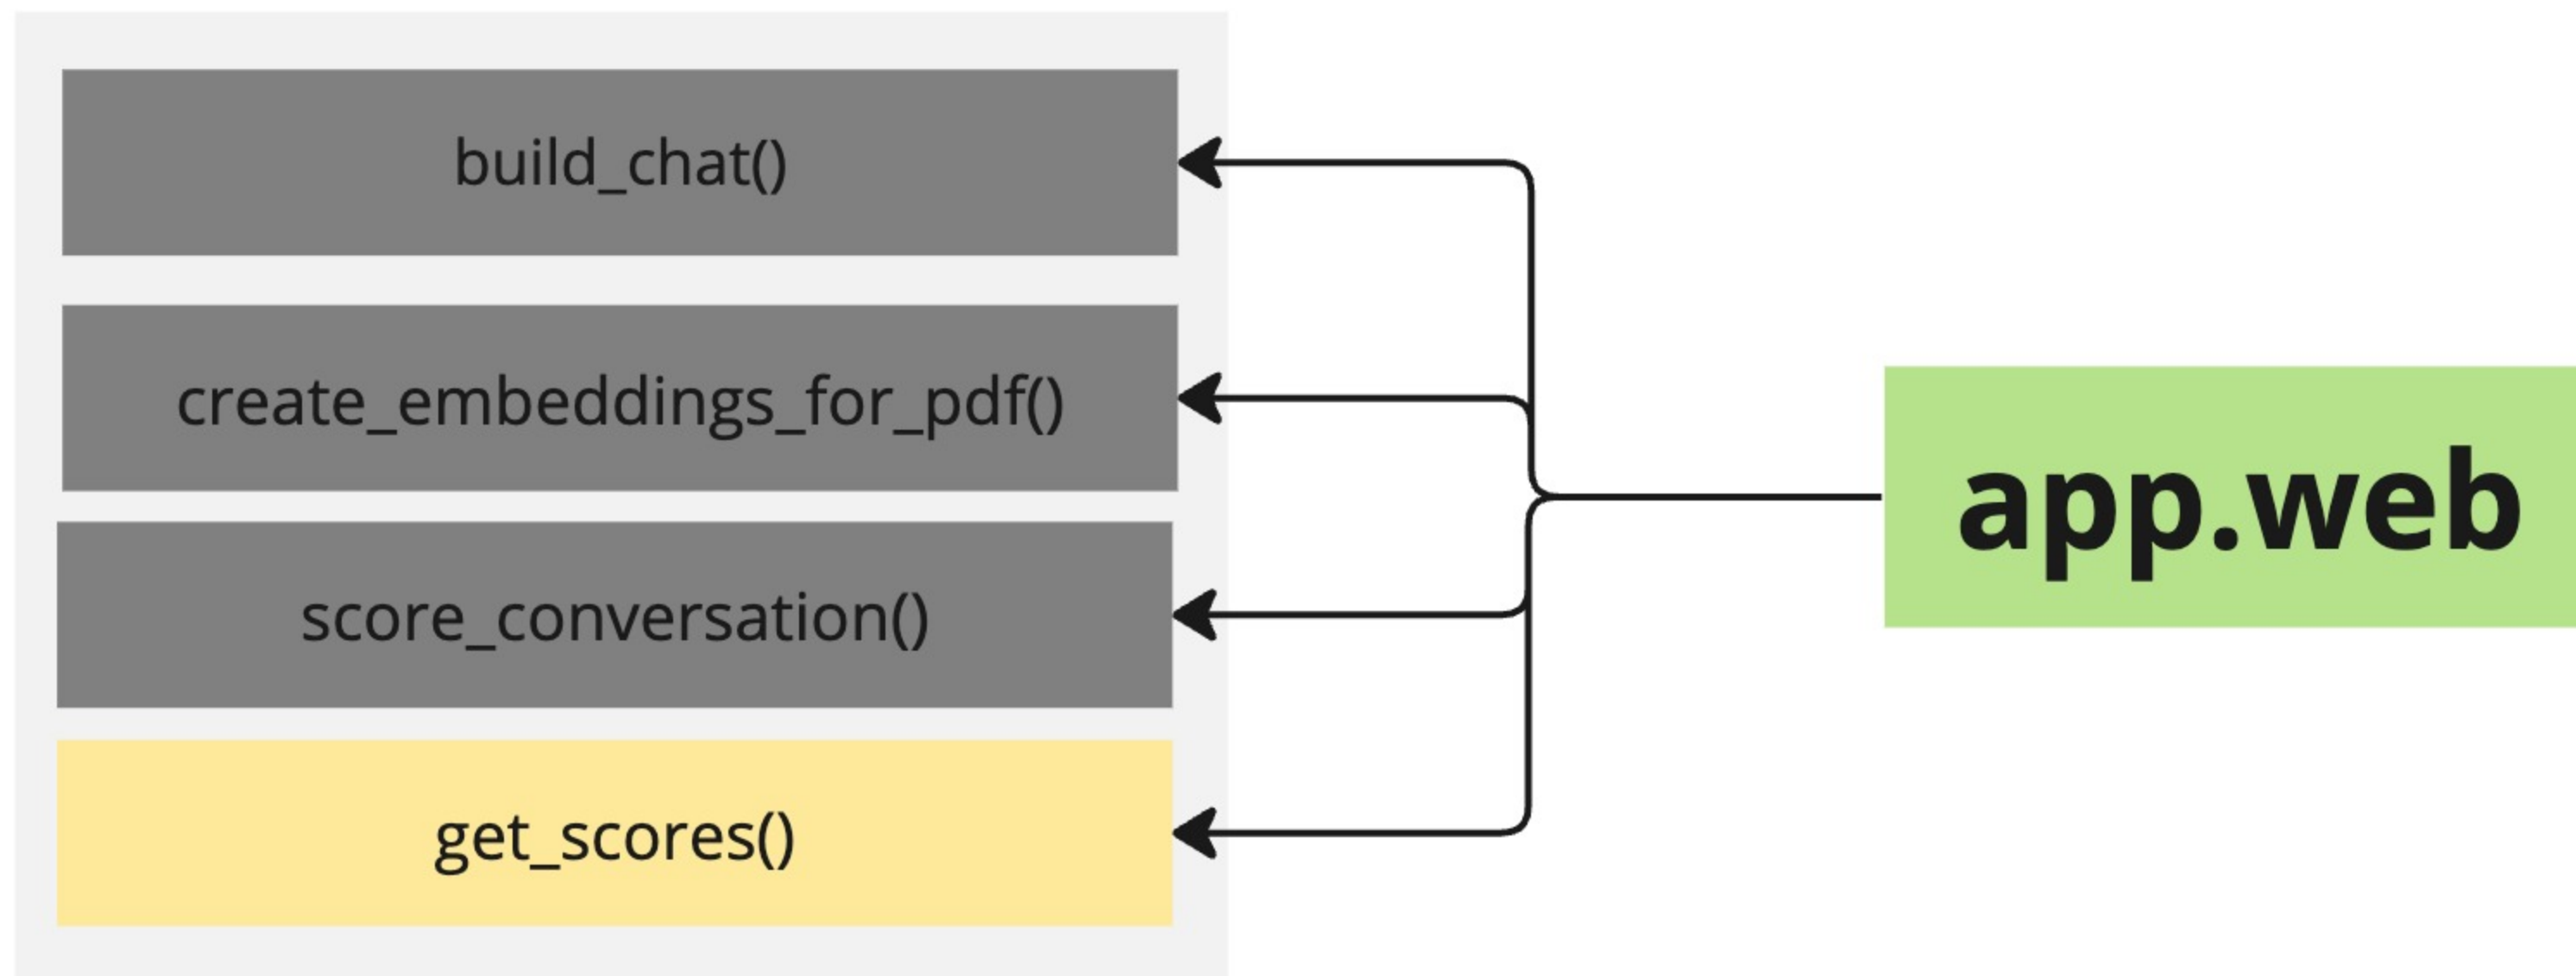 build_chat()
create_embeddings_for_pdf()
score_conversation()
get_scores()
app.web